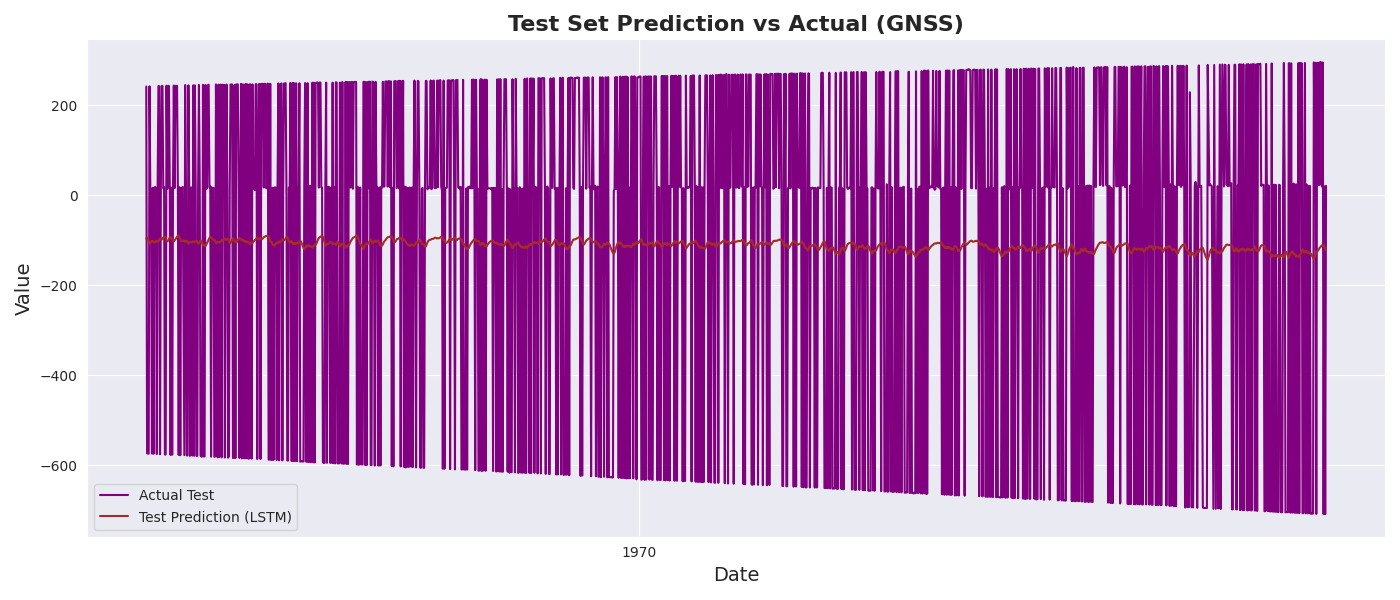 Test Set Prediction vs Actual (GNSS)
Value
200
0
−200
−400
−600
Actual Test
Test Prediction (LSTM)
1970
Date